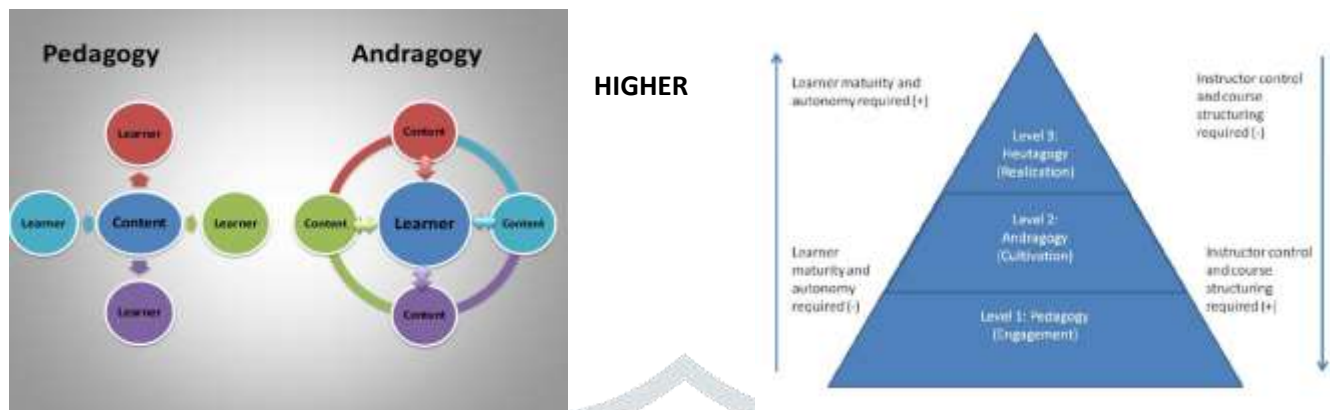 Pedagogy
Learner
Learner
Content
Learner
Learner
Andragogy
Content
Content
Learner
Content
Content
HIGHER
Learner maturity and
autonomy required (+)
Learner
maturity and
autonomy
required (-)
Level 3:
Heutagogy
(Realization)
Level 2:
Andragogy
(Cultivation)
Level 1: Pedagogy
(Engagement)
Instructor control
and course
structuring
required (-)
Instructor control
and course
structuring
required (+)